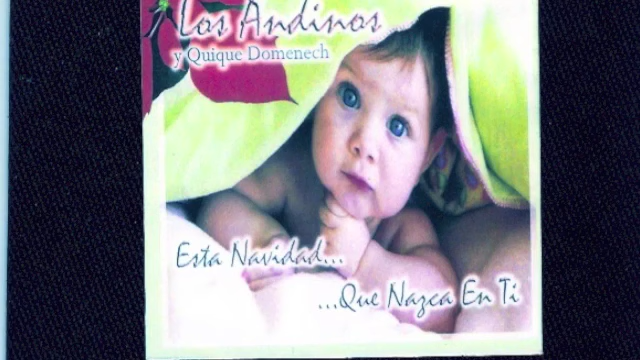 Los Andinos
y Quique Domenech
Esta Navidad...
...Que Nazca En Ti